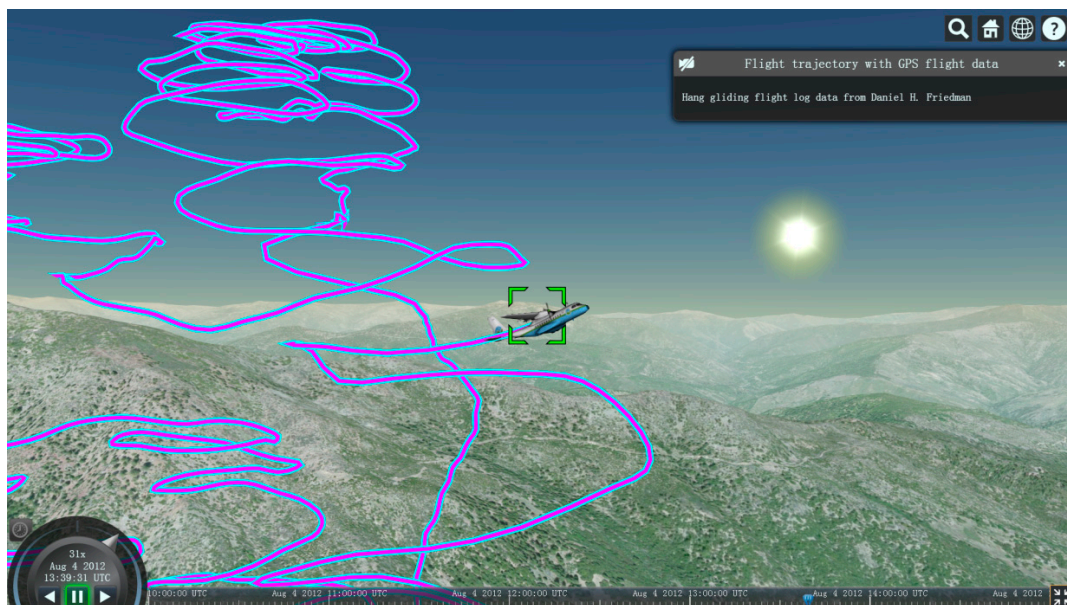 ?
Flight trajectory with GPS flight data
×
Hang gliding flight log data from Daniel H. Friedman
31x
Aug 4 2012
13:39:31 UTC
10:00:00 UTC
Aug 4 2012 11:00:00 UTC
Aug 4 2012 12:00:00 UTC
Aug 4 2012 13:00:00 UTC
Aug 4 2012 14:00:00 UTC
Aug 4 2012